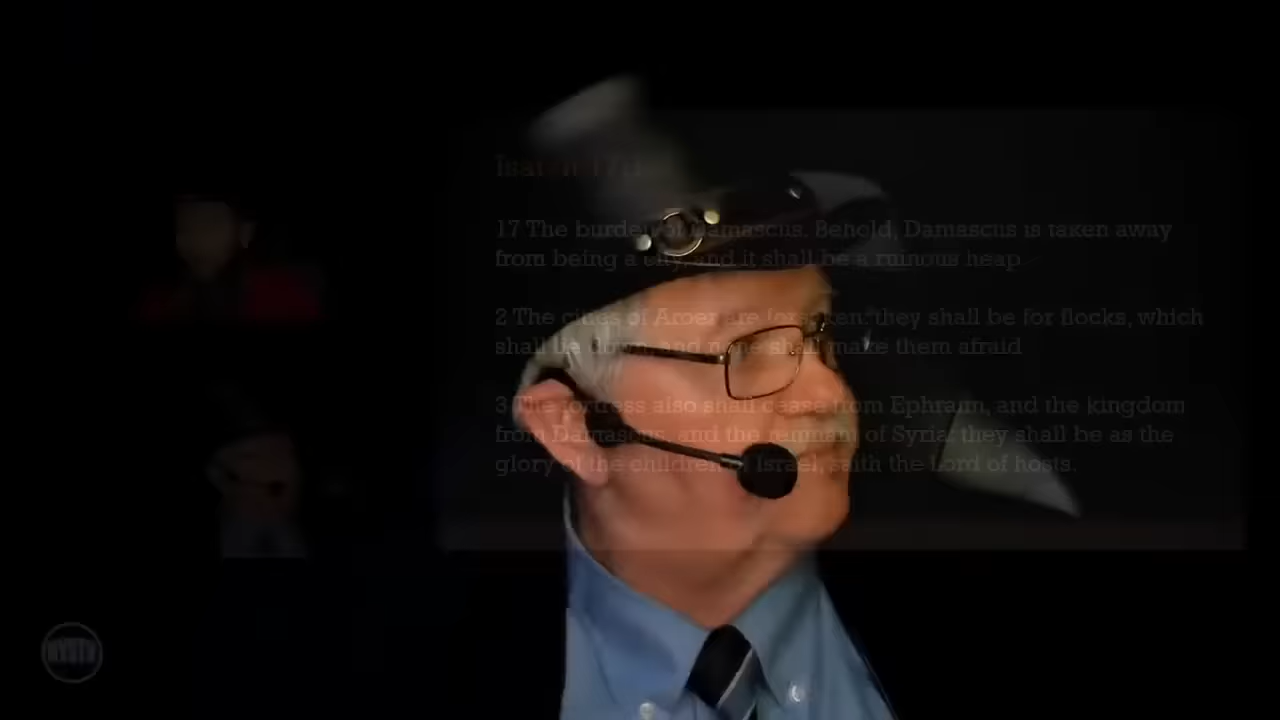 17 The burden of Damascus. Behold, Damascus is taken away
from being a city, and it shall be a ruinous heap.
2 The cities of Aroer are forsaken: they shall be for flocks, which
shall lie down, and none shall make them afraid
3 The fortress also shall cease from Ephraim, and the kingdom
from Damascus, and the remnant of Syria: they shall be as the
glory of the children of Israel, saith the Lord of hosts.